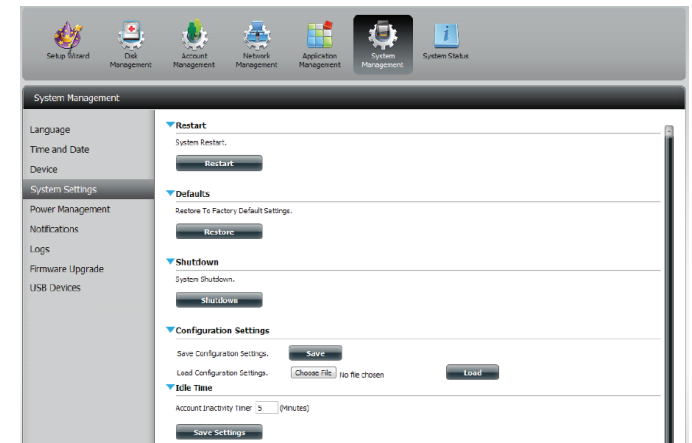 Setup Wizard
Disk Management
Account Management
Network Management
Application Management
System Management
System Status
System Management
Language
Time and Date
Device
System Settings
Power Management
Notifications
Logs
Firmware Upgrade
USB Devices
Restart
System Restart.
Restart
Defaults
Restore To Factory Default Settings.
Restore
Shutdown
System Shutdown.
Shutdown
Configuration Settings
Save Configuration Settings. Save
Load Configuration Settings. Choose File No file chosen Load
Idle Time
Account Inactivity Timer 5 (Minutes)
Save Settings